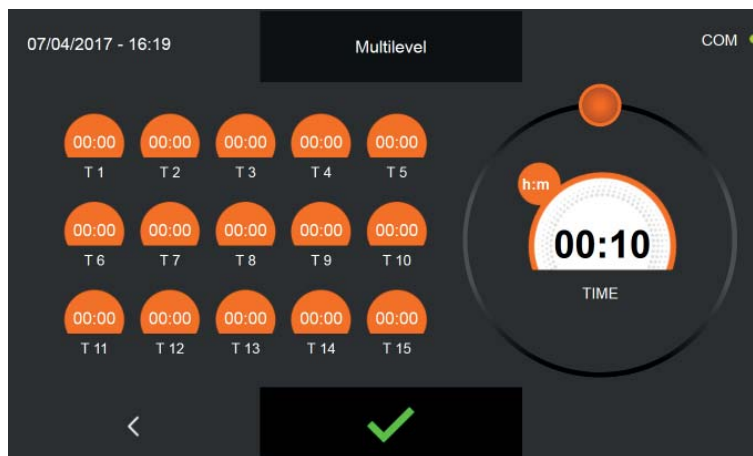 07/04/2017 - 16:19
Multilevel
COM
00:00 00:00 00:00 00:00 00:00
T 1 T 2 T 3 T 4 T 5
h:m
00:10
TIME
00:00 00:00 00:00 00:00 00:00
T 6 T 7 T 8 T 9 T 10
00:00 00:00 00:00 00:00 00:00
T 11 T 12 T 13 T 14 T 15